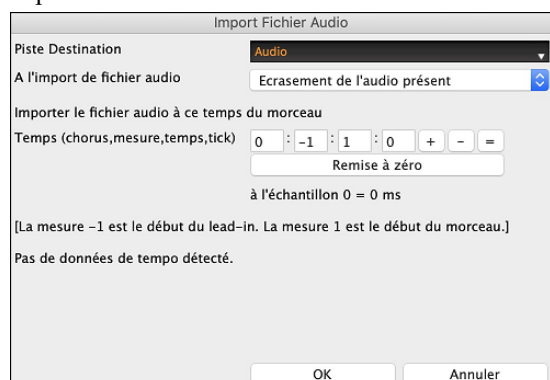 Import Fichier Audio
Piste Destination Audio
A l'import de fichier audio Ecrasement de l'audio présent
Importer le fichier audio à ce temps du morceau
Temps (chorus,mesure,temps,tick) 0 : -1 : 1 : 0 + - =
Remise à zéro
à l'échantillon 0 = 0 ms
[La mesure -1 est le début du lead-in. La mesure 1 est le début du morceau.]
Pas de données de tempo détecté.
OK Annuler